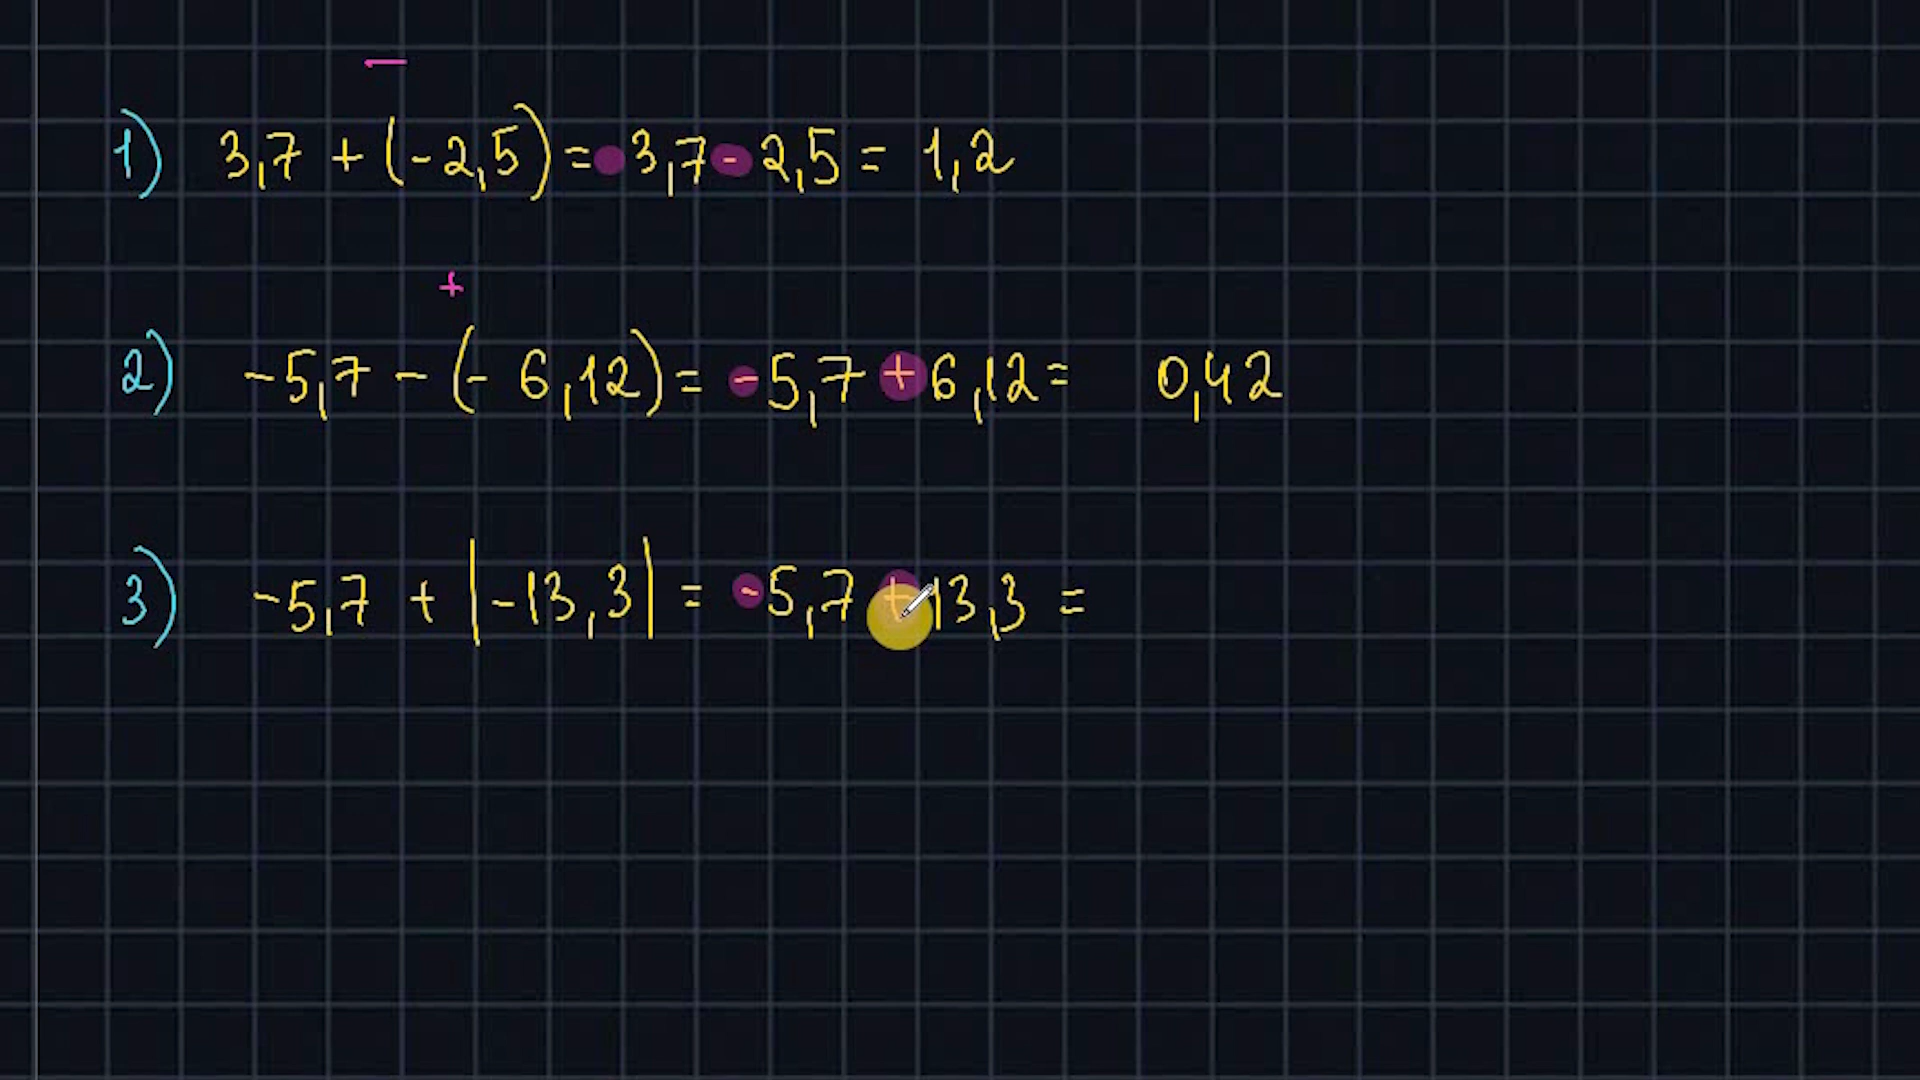 −
1) 3,7 + (−2,5) = 3,7 − 2,5 = 1,2
+
2) −5,7 − (− 6,12) = −5,7 + 6,12 = 0,42
3) −5,7 + |−13,3| = −5,7 + 13,3 =